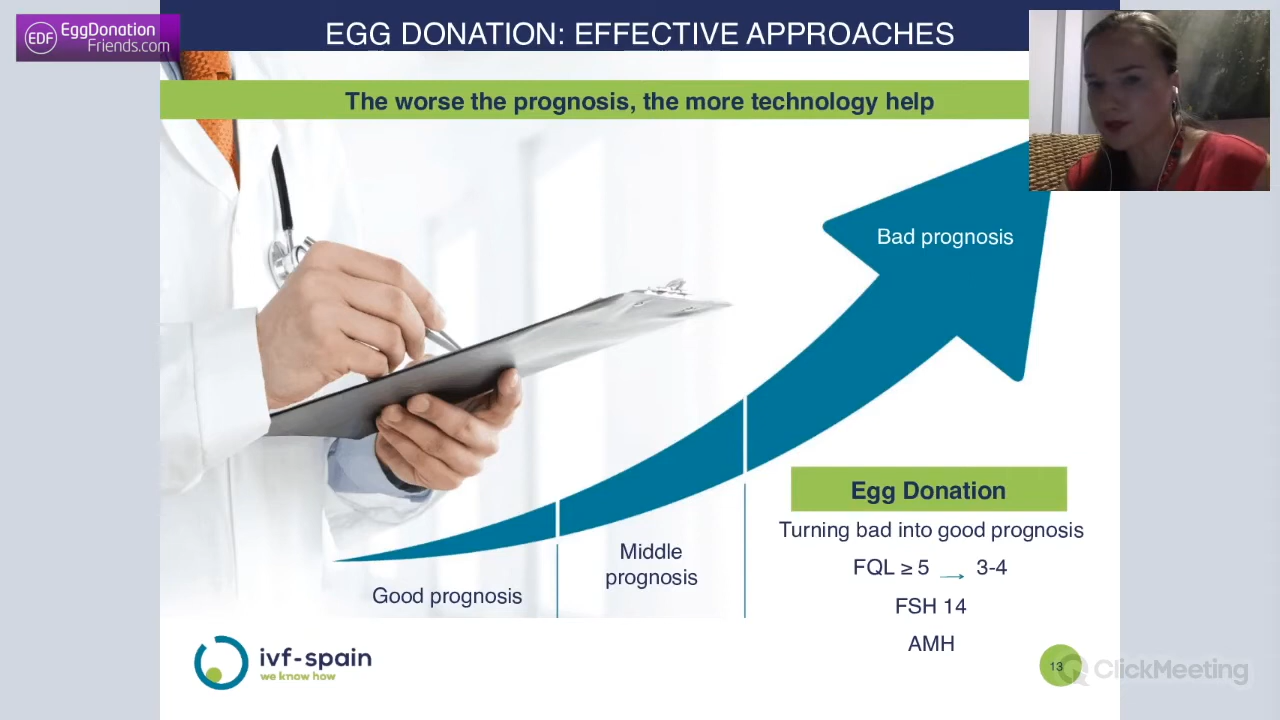 EDF EggDonation
Friends.com
EGG DONATION: EFFECTIVE APPROACHES
The worse the prognosis, the more technology help
Bad prognosis
Egg Donation
Turning bad into good prognosis
FQL ≥ 5 → 3-4
FSH 14
AMH
Middle
prognosis
Good prognosis
ivf-spain
we know how
13
ClickMeeting